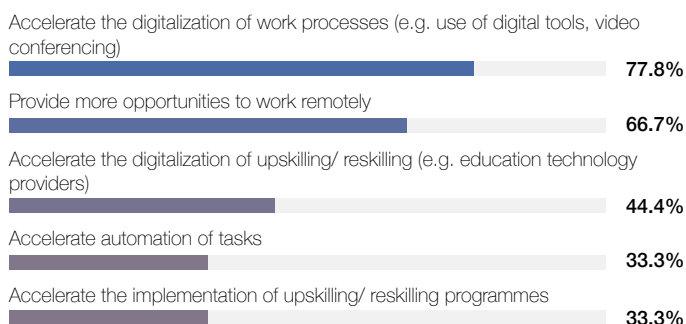 Accelerate the digitalization of work processes (e.g. use of digital tools, video
conferencing)
77.8%
Provide more opportunities to work remotely
66.7%
Accelerate the digitalization of upskilling/ reskilling (e.g. education technology
providers)
44.4%
Accelerate automation of tasks
33.3%
Accelerate the implementation of upskilling/ reskilling programmes
33.3%